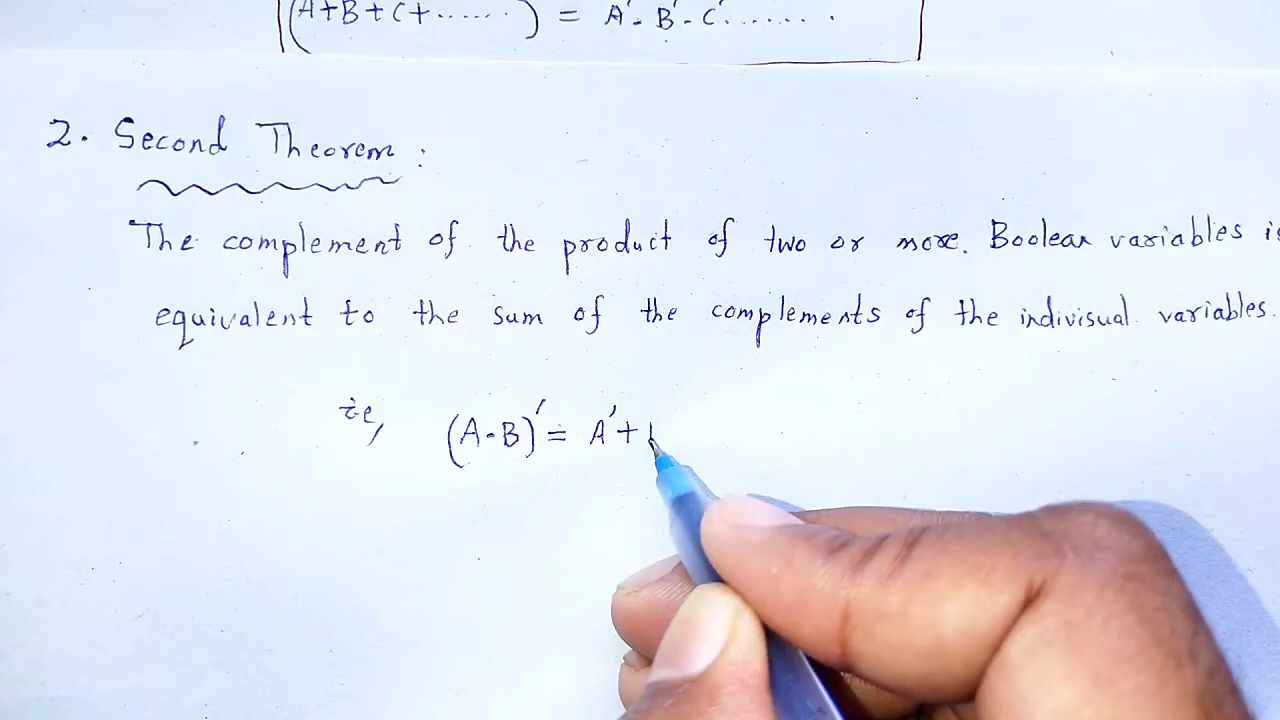 (A+B+C+......) = A'·B'·C'.......
2. Second Theorem:
The complement of the product of two or more Boolean variables is
equivalent to the sum of the complements of the indivisual variables.
ie, (A·B)' = A'+